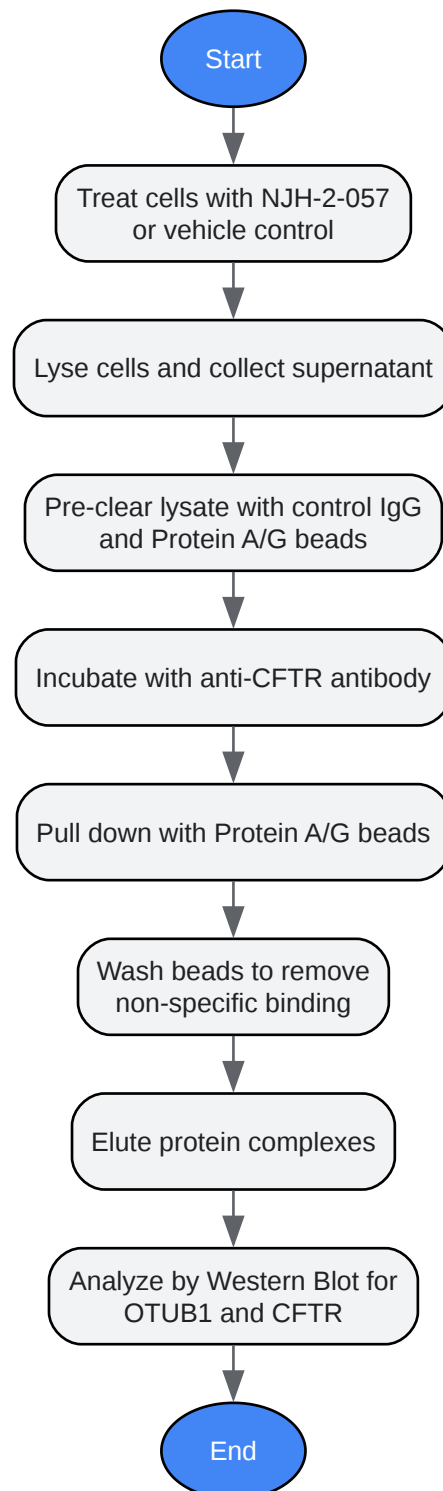 Start
Treat cells with NJH-2-057
or vehicle control
Lyse cells and collect supernatant
Pre-clear lysate with control IgG
and Protein A/G beads
Incubate with anti-CFTR antibody
Pull down with Protein A/G beads
Wash beads to remove
non-specific binding
Elute protein complexes
Analyze by Western Blot for
OTUB1 and CFTR
End